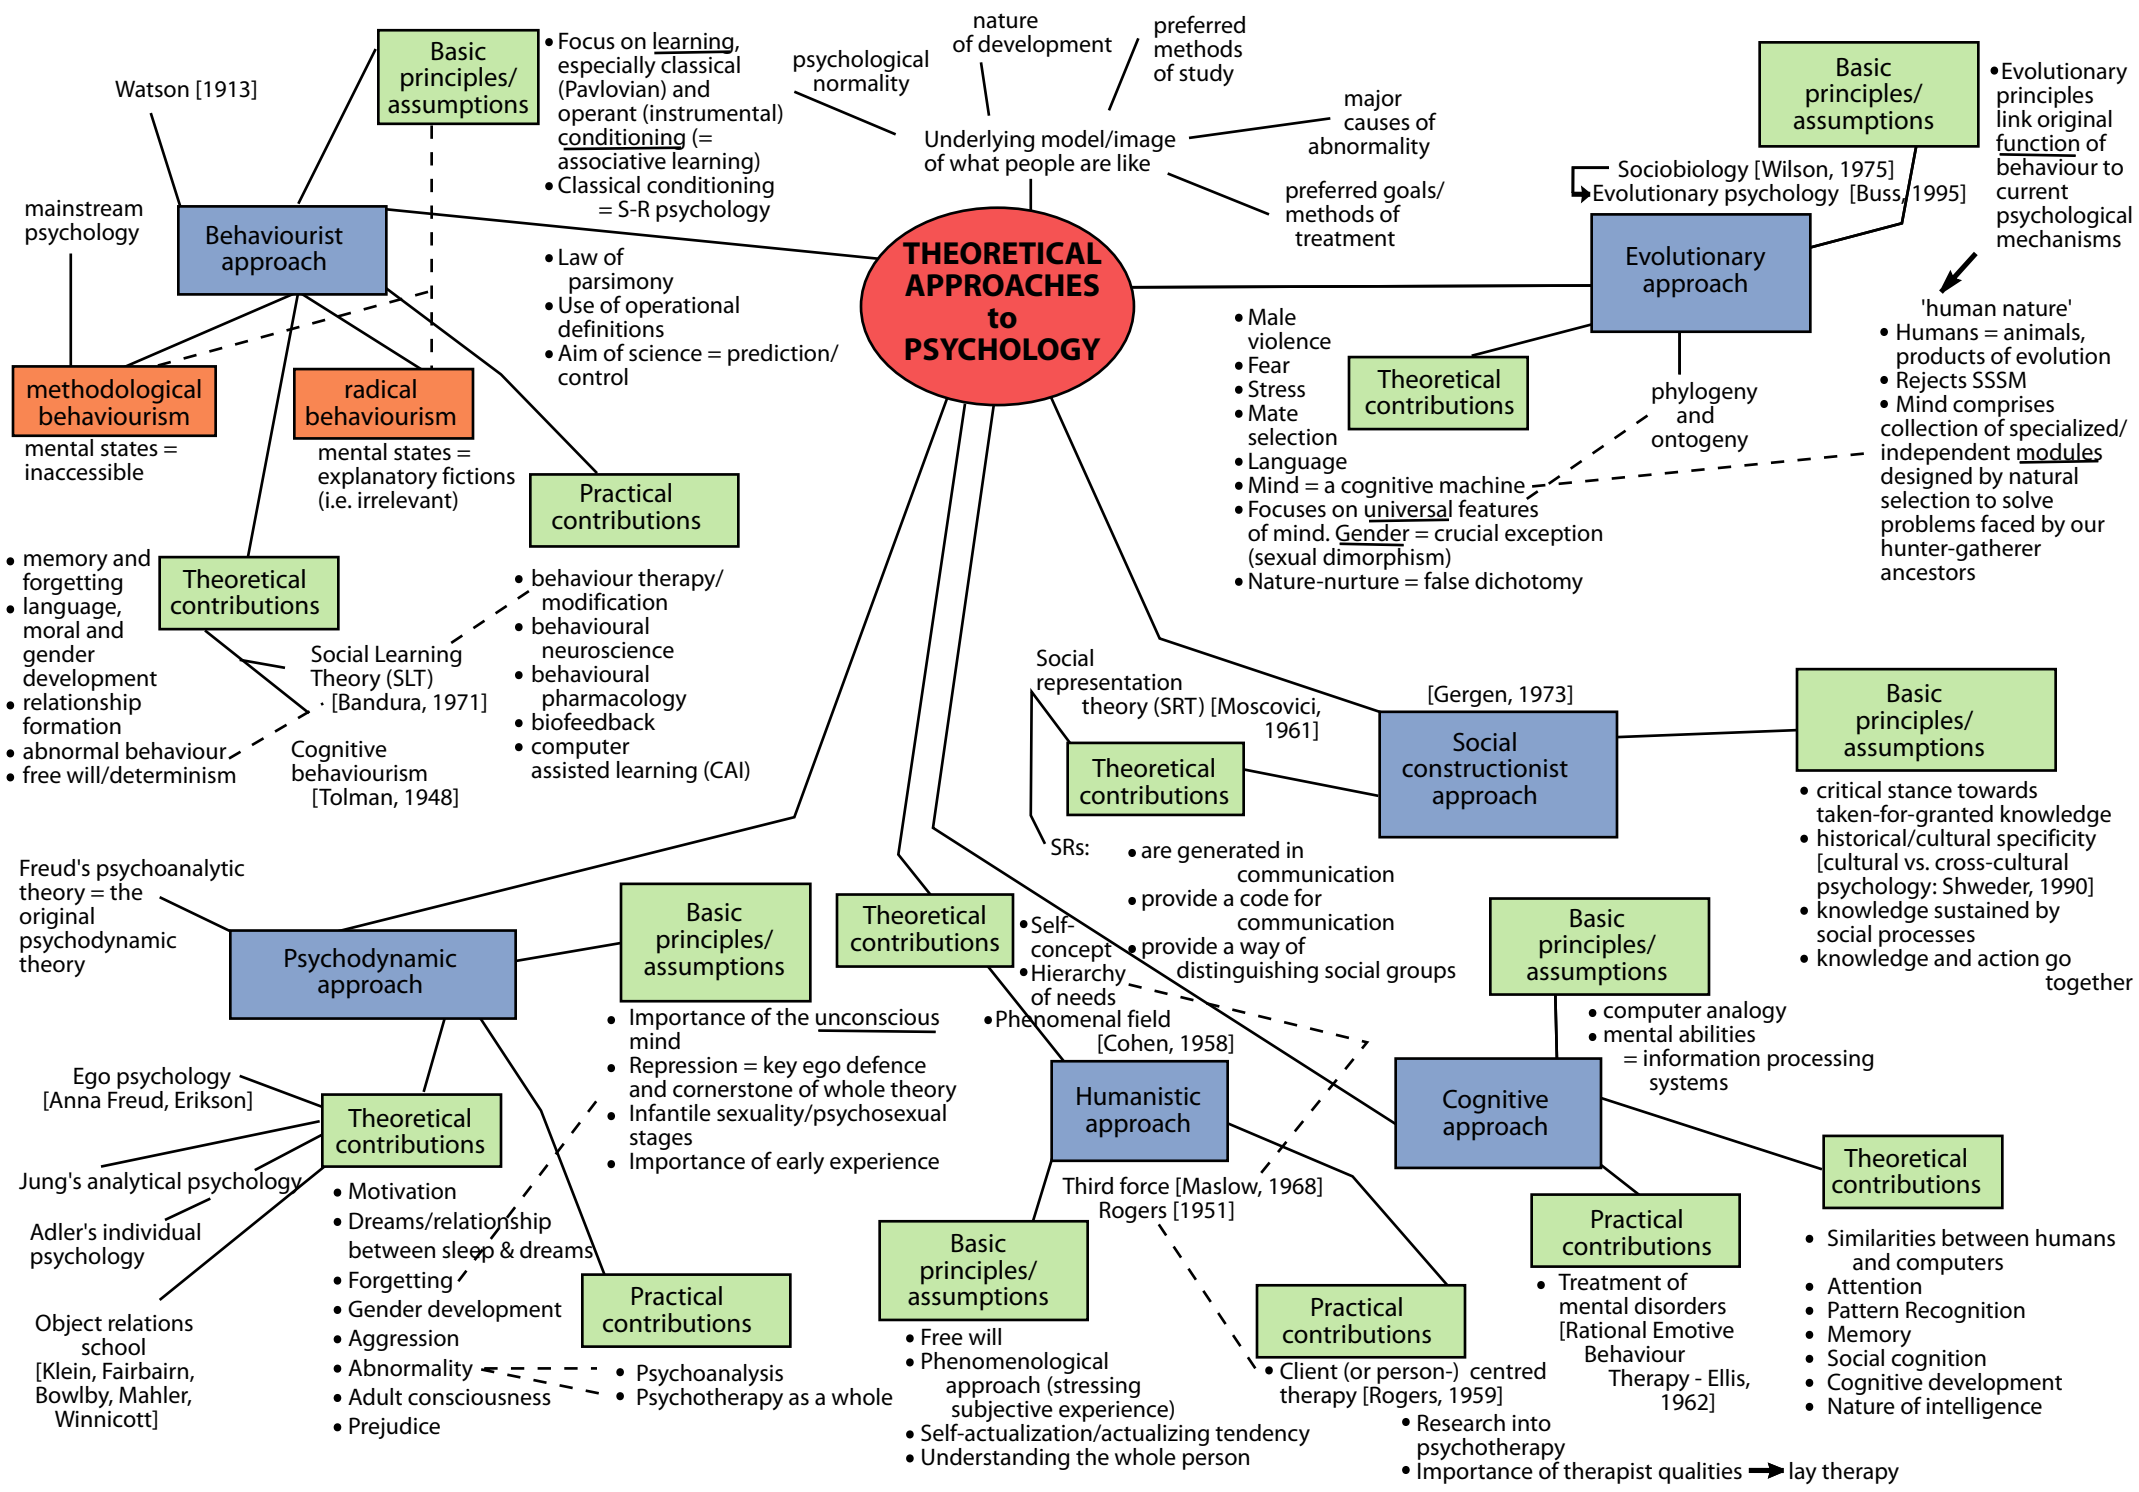 THEORETICAL
APPROACHES
to
PSYCHOLOGY
Underlying model/image
of what people are like
psychological
normality
nature
of development
preferred
methods
of study
major
causes of
abnormality
preferred goals/
methods of
treatment
Watson [1913]
Behaviourist
approach
Basic
principles/
assumptions
• Focus on learning,
especially classical
(Pavlovian) and
operant (instrumental)
conditioning (=
associative learning)
• Classical conditioning
= S-R psychology
• Law of
parsimony
• Use of operational
definitions
• Aim of science = prediction/
control
mainstream
psychology
methodological
behaviourism
mental states =
inaccessible
radical
behaviourism
mental states =
explanatory fictions
(i.e. irrelevant)
Practical
contributions
• behaviour therapy/
modification
• behavioural
neuroscience
• behavioural
pharmacology
• biofeedback
• computer
assisted learning (CAI)
Theoretical
contributions
• memory and
forgetting
• language,
moral and
gender
development
• relationship
formation
• abnormal behaviour
• free will/determinism
Social Learning
Theory (SLT)
· [Bandura, 1971]
Cognitive
behaviourism
[Tolman, 1948]
Sociobiology [Wilson, 1975]
Evolutionary psychology [Buss, 1995]
Evolutionary
approach
Basic
principles/
assumptions
• Evolutionary
principles
link original
function of
behaviour to
current
psychological
mechanisms
'human nature'
• Humans = animals,
products of evolution
• Rejects SSSM
• Mind comprises
collection of specialized/
independent modules
designed by natural
selection to solve
problems faced by our
hunter-gatherer
ancestors
phylogeny
and
ontogeny
Theoretical
contributions
• Male
violence
• Fear
• Stress
• Mate
selection
• Language
• Mind = a cognitive machine
• Focuses on universal features
of mind. Gender = crucial exception
(sexual dimorphism)
• Nature-nurture = false dichotomy
[Gergen, 1973]
Social
constructionist
approach
Basic
principles/
assumptions
• critical stance towards
taken-for-granted knowledge
• historical/cultural specificity
[cultural vs. cross-cultural
psychology: Shweder, 1990]
• knowledge sustained by
social processes
• knowledge and action go
together
Social
representation
theory (SRT) [Moscovici,
1961]
Theoretical
contributions
SRs:
• are generated in
communication
• provide a code for
communication
• provide a way of
distinguishing social groups
Freud's psychoanalytic
theory = the
original
psychodynamic
theory
Psychodynamic
approach
Basic
principles/
assumptions
• Importance of the unconscious
mind
• Repression = key ego defence
and cornerstone of whole theory
• Infantile sexuality/psychosexual
stages
• Importance of early experience
Ego psychology
[Anna Freud, Erikson]
Jung's analytical psychology
Adler's individual
psychology
Object relations
school
[Klein, Fairbairn,
Bowlby, Mahler,
Winnicott]
Theoretical
contributions
• Motivation
• Dreams/relationship
between sleep & dreams
• Forgetting
• Gender development
• Aggression
• Abnormality
• Adult consciousness
• Prejudice
Practical
contributions
• Psychoanalysis
• Psychotherapy as a whole
Theoretical
contributions
• Self-
concept
• Hierarchy
of needs
• Phenomenal field
[Cohen, 1958]
Humanistic
approach
Third force [Maslow, 1968]
Rogers [1951]
Basic
principles/
assumptions
• Free will
• Phenomenological
approach (stressing
subjective experience)
• Self-actualization/actualizing tendency
• Understanding the whole person
Practical
contributions
• Client (or person-) centred
therapy [Rogers, 1959]
• Research into
psychotherapy
• Importance of therapist qualities
lay therapy
Basic
principles/
assumptions
• computer analogy
• mental abilities
= information processing
systems
Cognitive
approach
Practical
contributions
• Treatment of
mental disorders
[Rational Emotive
Behaviour
Therapy - Ellis,
1962]
Theoretical
contributions
• Similarities between humans
and computers
• Attention
• Pattern Recognition
• Memory
• Social cognition
• Cognitive development
• Nature of intelligence